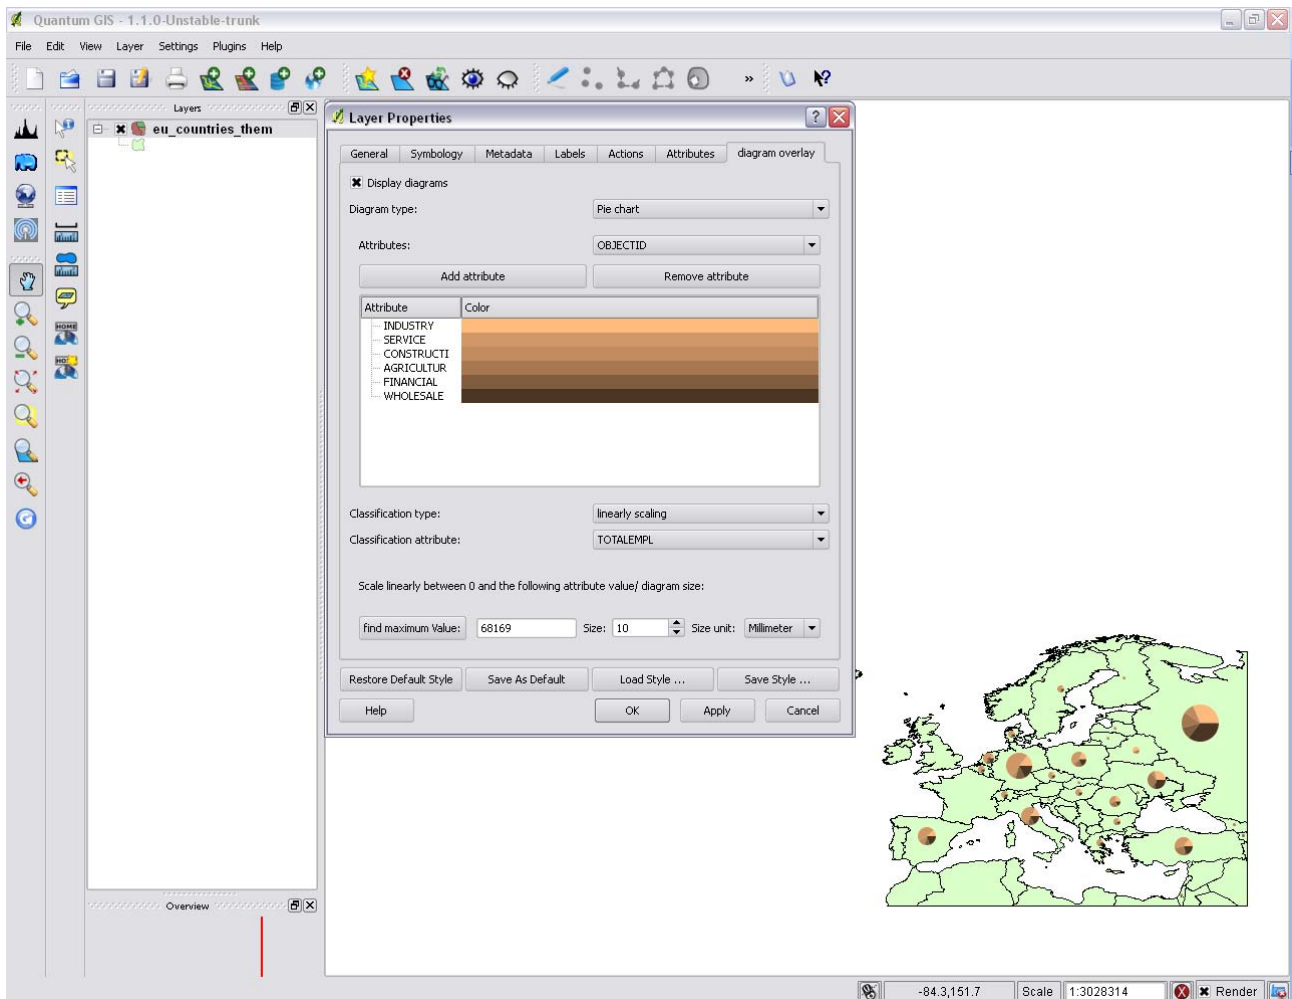 Quantum GIS - 1.1.0-Unstable-trunk
File Edit View Layer Settings Plugins Help
Layers
eu_countries_them
Layer Properties
General Symbology Metadata Labels Actions Attributes diagram overlay
Display diagrams
Diagram type: Pie chart
Attributes: OBJECTID
Add attribute Remove attribute
Attribute Color
INDUSTRY
SERVICE
CONSTRUCTI
AGRICULTUR
FINANCIAL
WHOLESALE
Classification type: linearly scaling
Classification attribute: TOTALEMPL
Scale linearly between 0 and the following attribute value/ diagram size:
find maximum Value: 68169 Size: 10 Size unit: Millimeter
Restore Default Style Save As Default Load Style ... Save Style ...
Help OK Apply Cancel
Overview
-84.3,151.7 Scale 1:3028314 Render